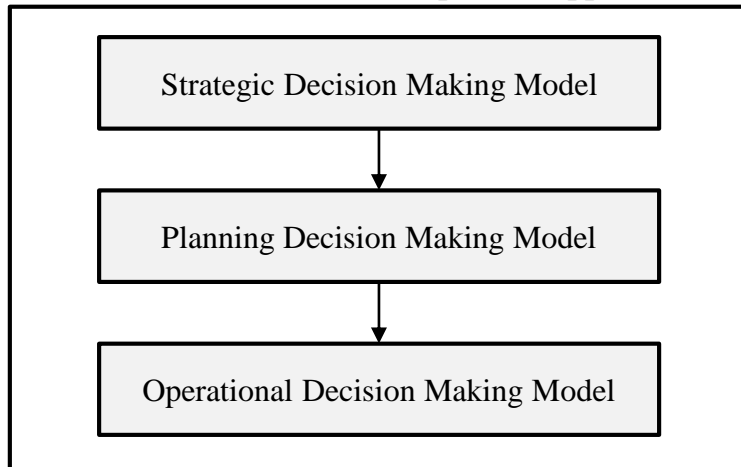 Strategic Decision Making Model
Planning Decision Making Model
Operational Decision Making Model